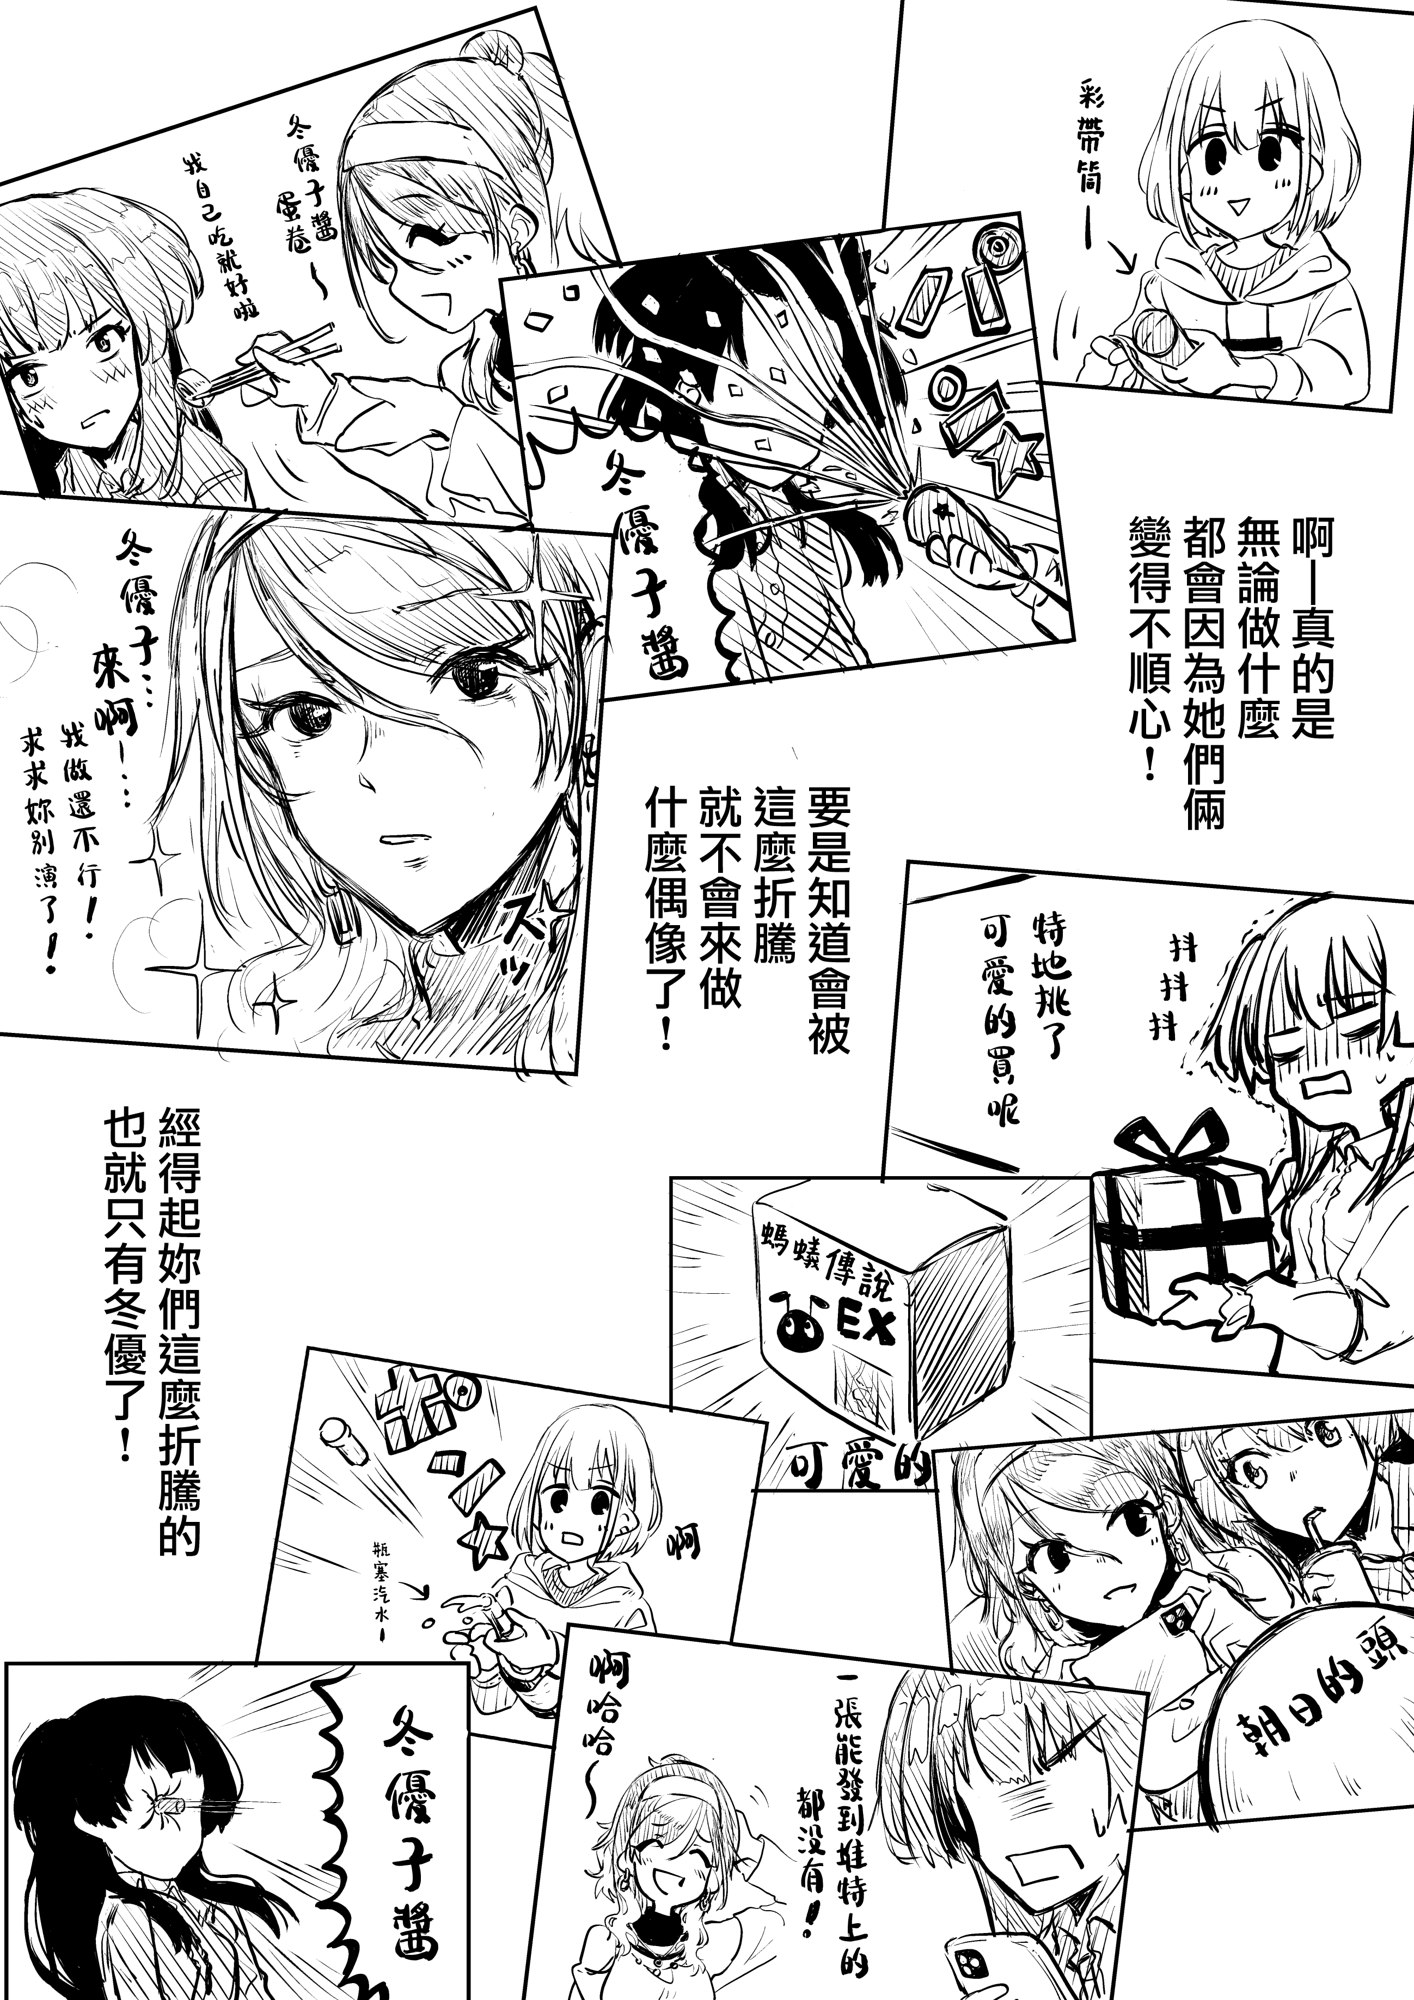 彩帶筒
冬優子醬
蛋卷～
我自己吃就好啦
冬優子醬
冬優子……
來啊……
我做還不行！
求求妳別演了！
スッ
啊—真的是
無論做什麼
都會因為她們倆
變得不順心！
要是知道會被
這麼折騰
就不會來做
什麼偶像了！
特地挑了
可愛的買呢
抖抖抖
螞蟻傳說
EX
可愛的
經得起妳們這麼折騰的
也就只有冬優了！
ポ
啊
瓶塞汽水
冬優子醬
朝日的頭
一張能發到推特上的
都没有！
啊哈哈～